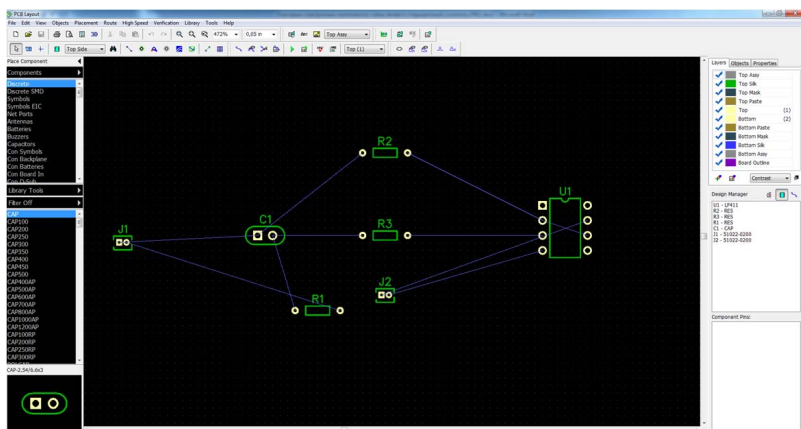 PCB Layout
File Edit View Objects Placement Route High Speed Verification Library Tools Help
472% 0,05 in Top Assy
Top Side Top (1)
Place Component
Components
Discrete
Discrete SMD
Symbols
Symbols EIC
Net Ports
Antennas
Batteries
Buzzers
Capacitors
Con Symbols
Con Backplane
Con Batteries
Con Board In
Con D-Sub
Library Tools
Filter Off
CAP
CAP100
CAP200
CAP250
CAP300
CAP350
CAP400
CAP450
CAP500
CAP400AP
CAP500AP
CAP600AP
CAP700AP
CAP800AP
CAP1000AP
CAP1200AP
CAP100RP
CAP200RP
CAP250RP
CAP300RP
CAP-2,54/6,6x3
R2
U1
C1
R3
J1
J2
R1
Layers Objects Properties
Top Assy
Top Silk
Top Mask
Top Paste
Top (1)
Bottom (2)
Bottom Paste
Bottom Mask
Bottom Silk
Bottom Assy
Board Outline
Contrast
Design Manager
U1 - LF411
R2 - RES
R3 - RES
R1 - RES
C1 - CAP
J1 - 51022-0200
J2 - 51022-0200
Component Pins: